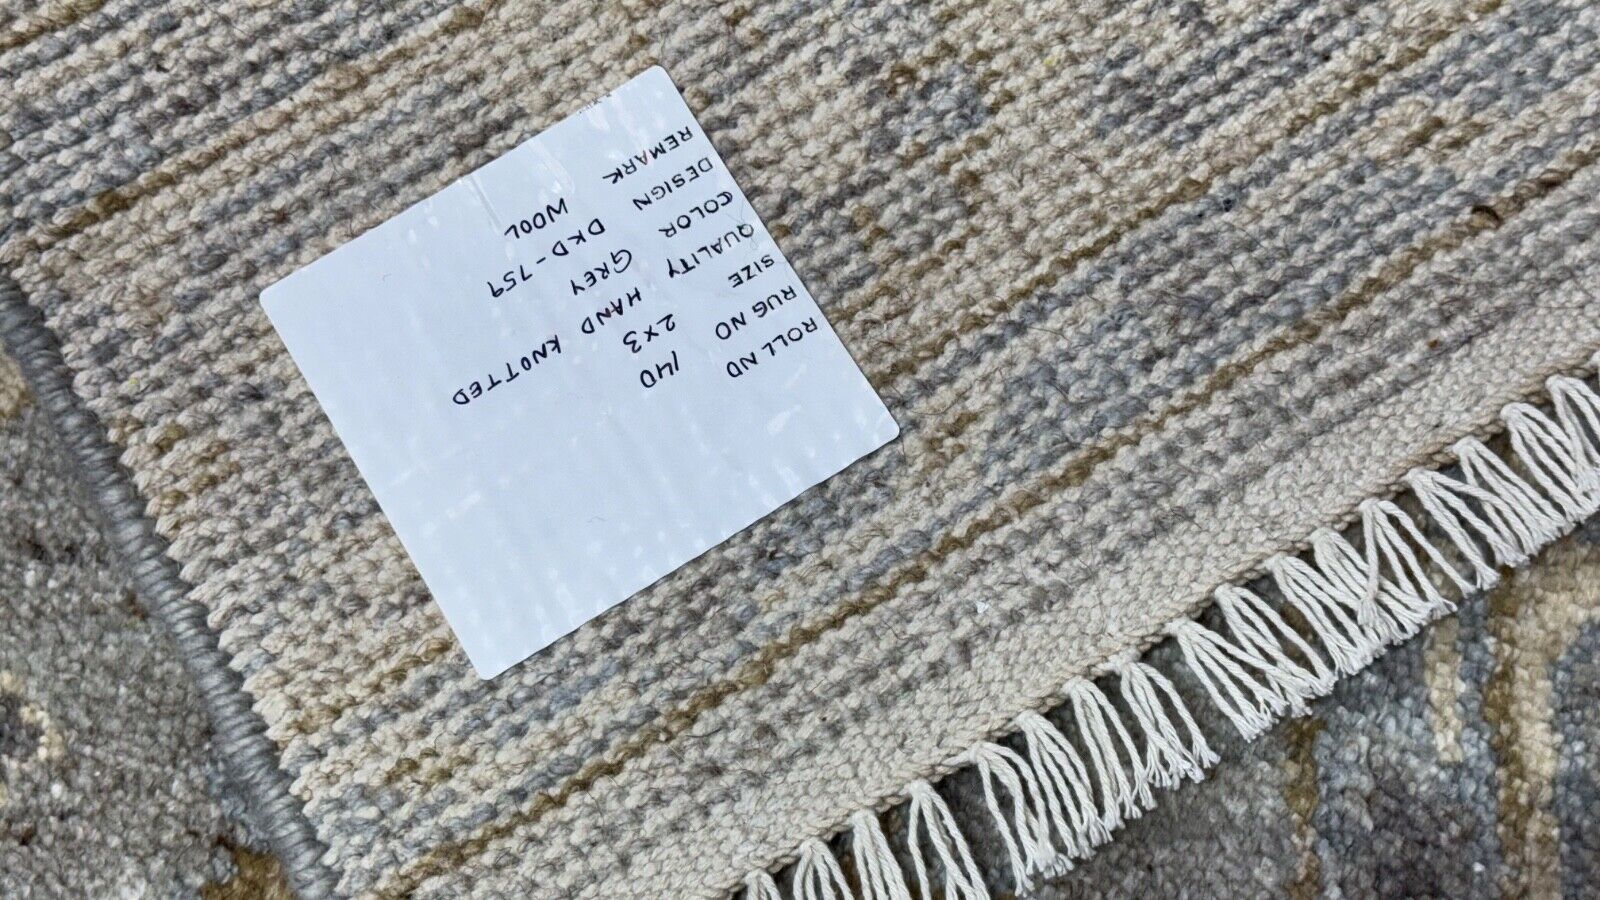 ROLL NO
RUG NO 140
SIZE 2X3
QUALITY HAND KNOTTED
COLOR GREY
DESIGN DKD-759
REMARK WOOL